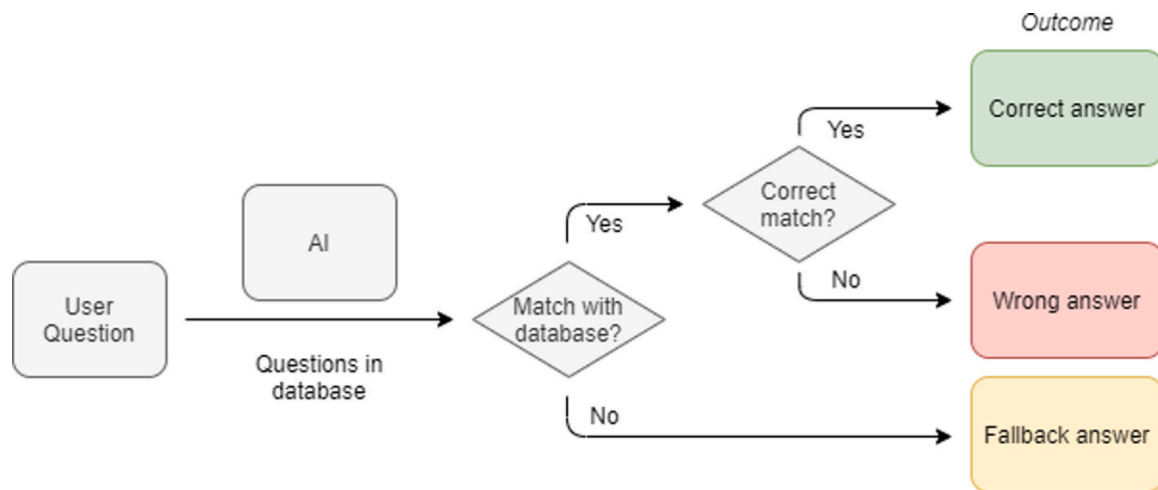 Outcome
Correct answer
Yes
Correct
match?
Yes
AI
No
User
Question
Match with
database?
Wrong answer
Questions in
database
No
Fallback answer